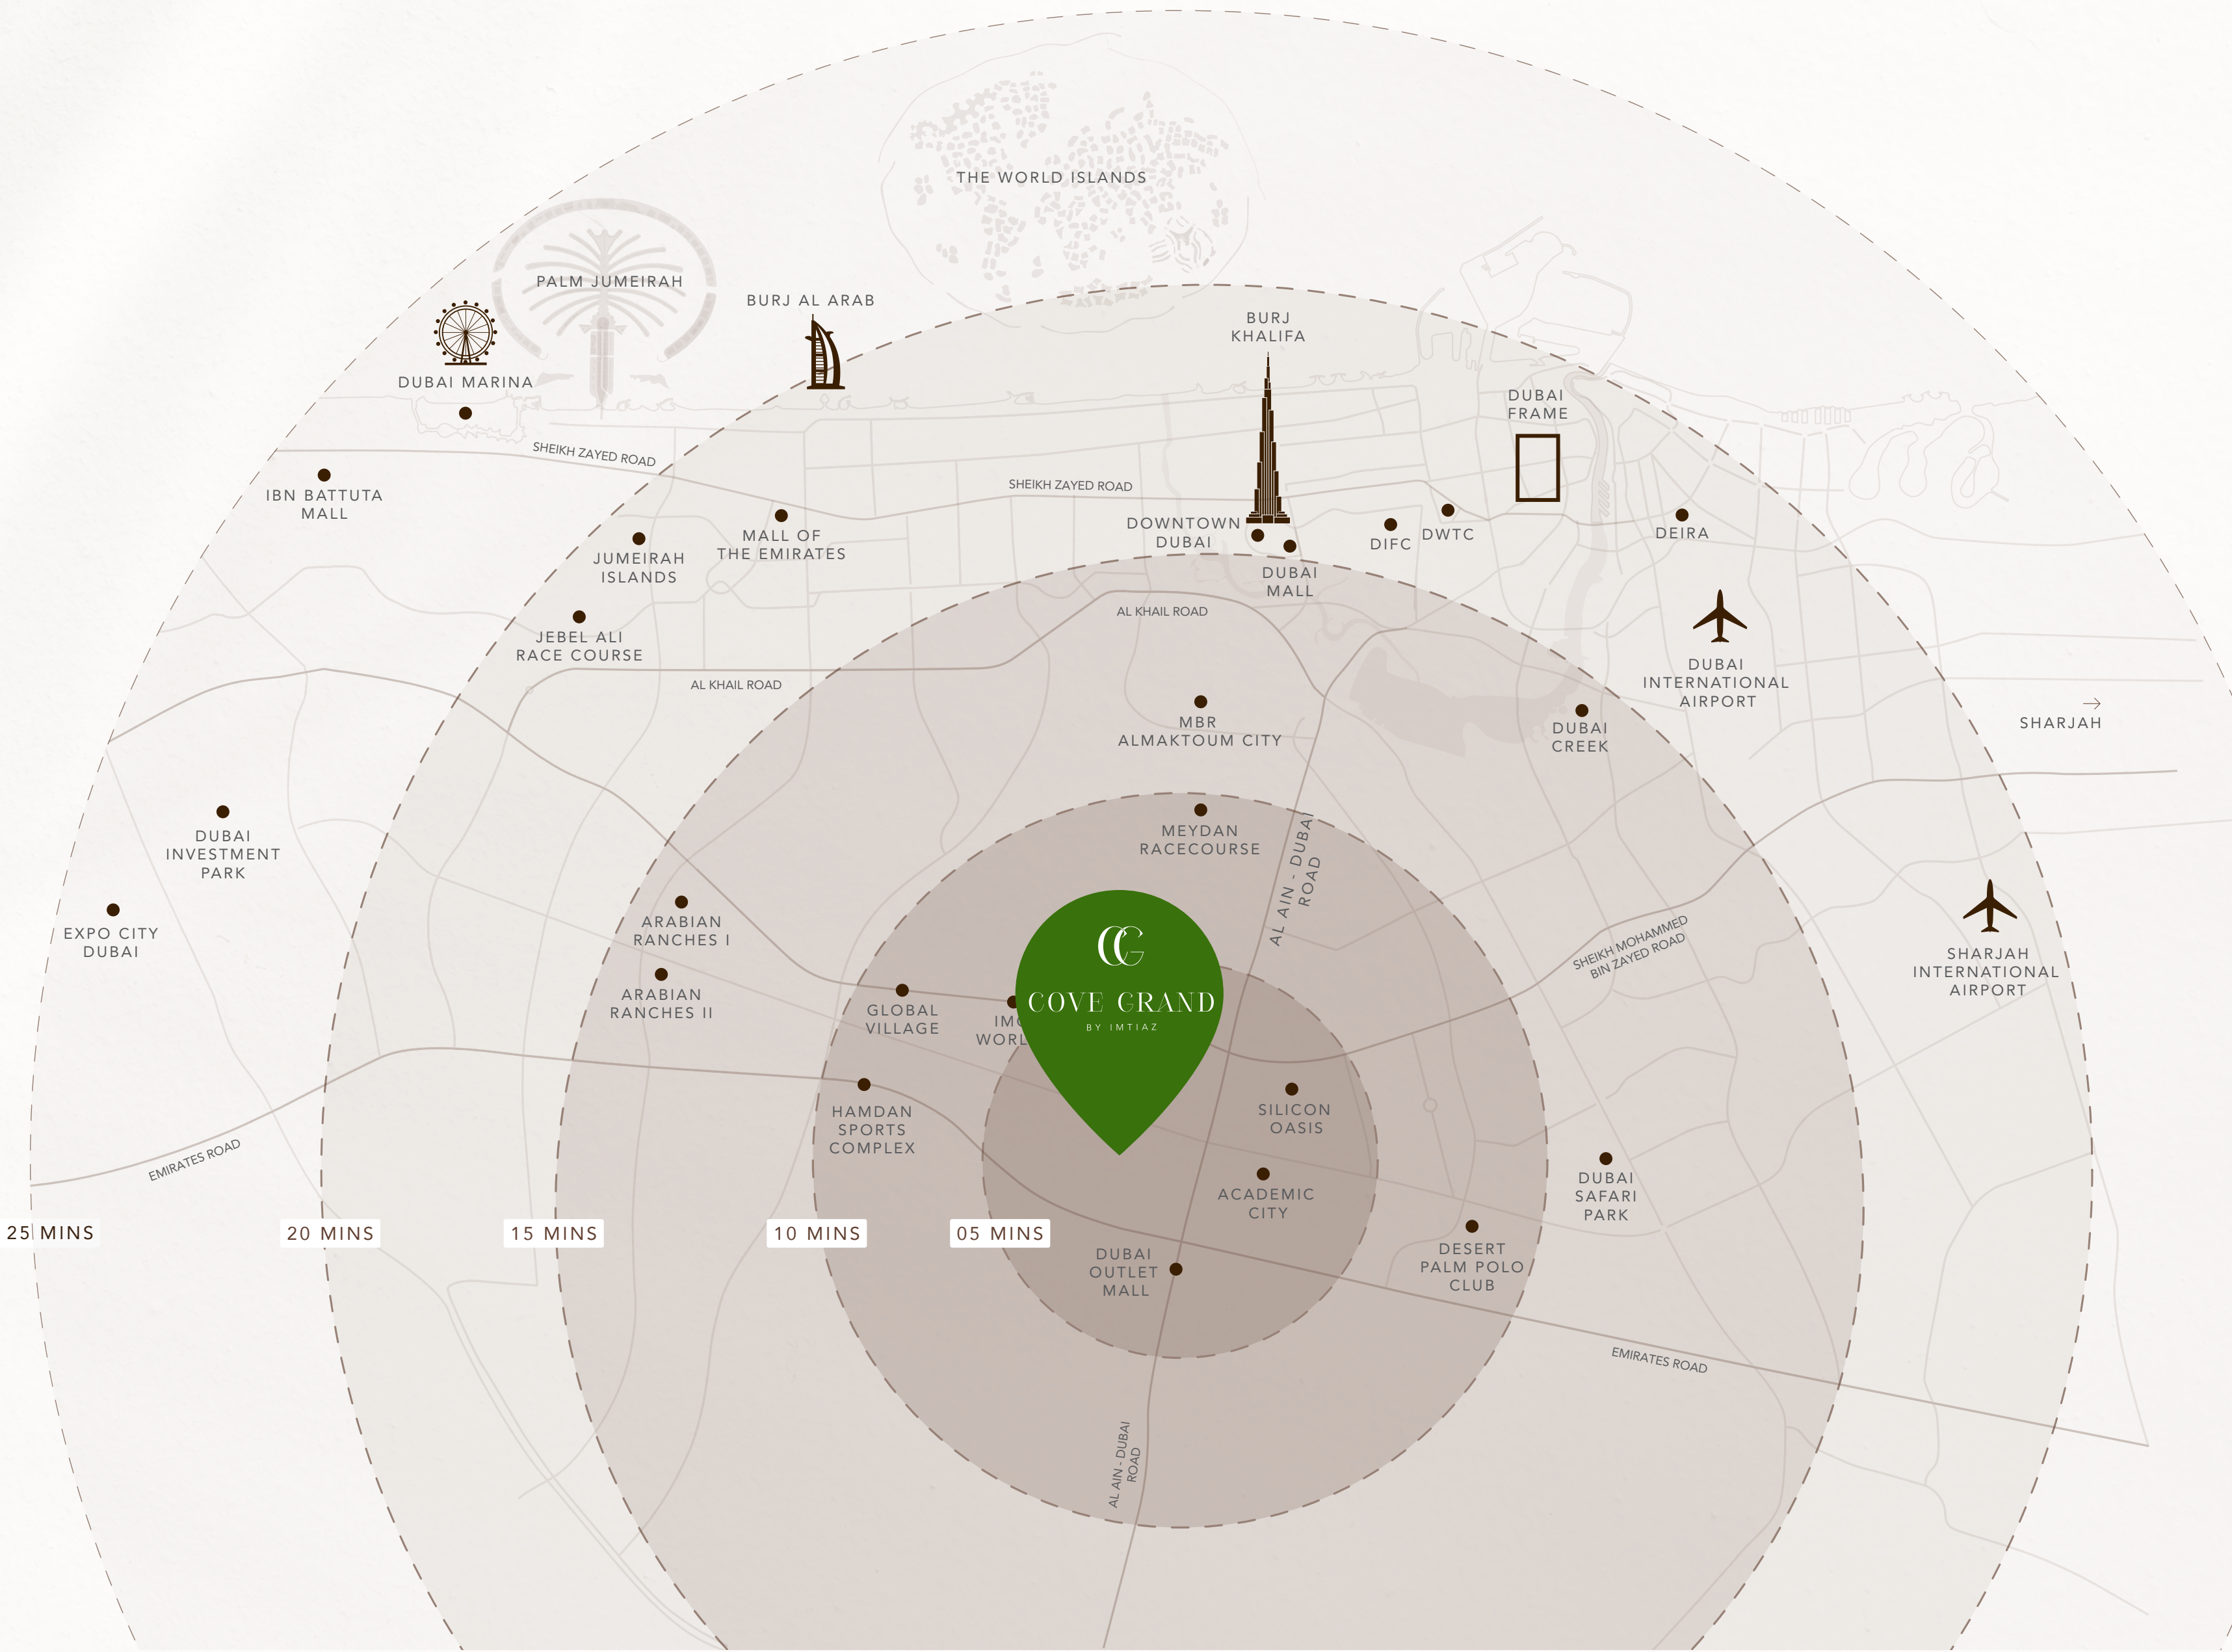 THE WORLD ISLANDS
PALM JUMEIRAH
BURJ AL ARAB
BURJ
KHALIFA
DUBAI MARINA
DUBAI
FRAME
SHEIKH ZAYED ROAD
SHEIKH ZAYED ROAD
IBN BATTUTA
MALL
JUMEIRAH
ISLANDS
MALL OF
THE EMIRATES
DOWNTOWN
DUBAI
DUBAI
MALL
DIFC
DWTC
DEIRA
JEBEL ALI
RACE COURSE
AL KHAIL ROAD
AL KHAIL ROAD
MBR
ALMAKTOUM CITY
DUBAI
CREEK
DUBAI
INTERNATIONAL
AIRPORT
→
SHARJAH
DUBAI
INVESTMENT
PARK
MEYDAN
RACECOURSE
AL AIN - DUBAI
ROAD
EXPO CITY
DUBAI
ARABIAN
RANCHES I
ARABIAN
RANCHES II
SHEIKH MOHAMMED
BIN ZAYED ROAD
SHARJAH
INTERNATIONAL
AIRPORT
GLOBAL
VILLAGE
CG
COVE GRAND
BY IMTIAZ
HAMDAN
SPORTS
COMPLEX
SILICON
OASIS
ACADEMIC
CITY
DUBAI
SAFARI
PARK
EMIRATES ROAD
25 MINS
20 MINS
15 MINS
10 MINS
05 MINS
DUBAI
OUTLET
MALL
DESERT
PALM POLO
CLUB
EMIRATES ROAD
AL AIN - DUBAI
ROAD